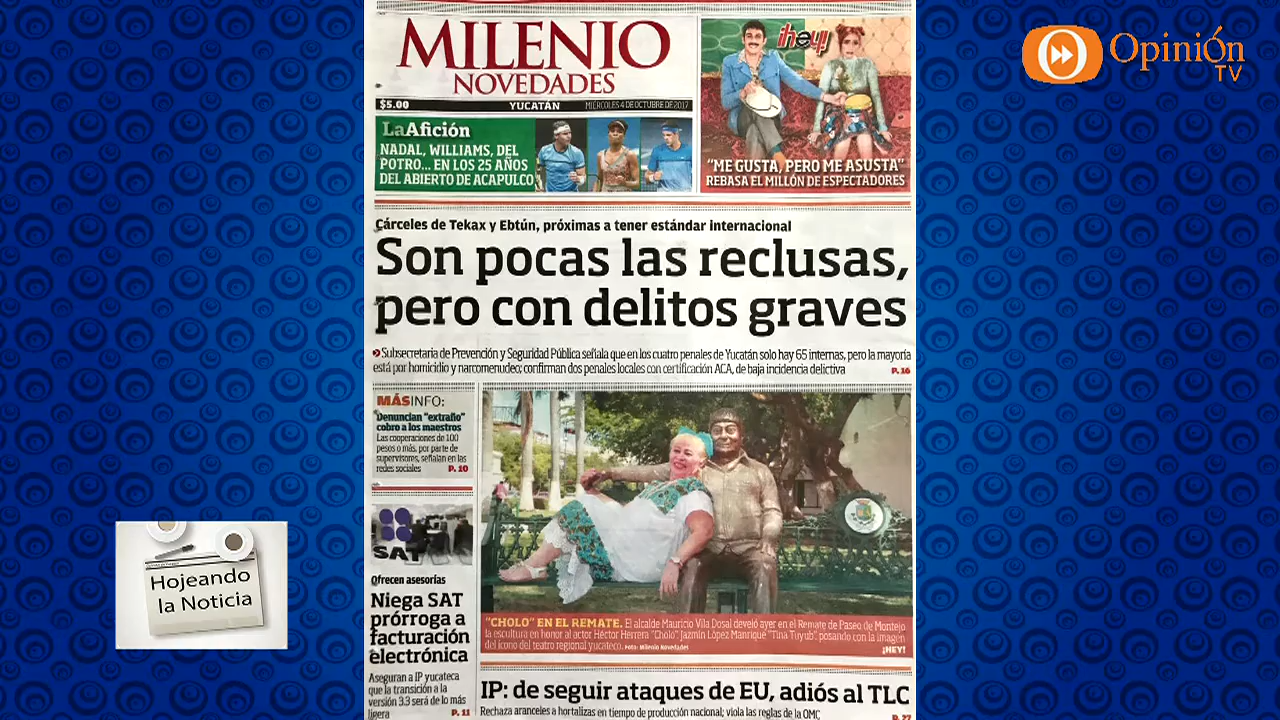 MILENIO
NOVEDADES
$5.00 YUCATÁN MIÉRCOLES 4 DE OCTUBRE DE 2017
LaAfición
NADAL, WILLIAMS, DEL
POTRO... EN LOS 25 AÑOS
DEL ABIERTO DE ACAPULCO
¡hey!
“ME GUSTA, PERO ME ASUSTA”
REBASA EL MILLÓN DE ESPECTADORES
Opinión
TV
Cárceles de Tekax y Ebtún, próximas a tener estándar internacional
Son pocas las reclusas,
pero con delitos graves
Subsecretaria de Prevención y Seguridad Pública señala que en los cuatro penales de Yucatán solo hay 65 internas, pero la mayoría
está por homicidio y narcomenudeo; confirman dos penales locales con certificación ACA, de baja incidencia delictiva P. 16
MÁSINFO:
Denuncian “extraño”
cobro a los maestros
Las cooperaciones de 100
pesos o más, por parte de
supervisores, señalan en las
redes sociales P. 10
SAT
Ofrecen asesorías
Niega SAT
prórroga a
facturación
electrónica
Aseguran a IP yucateca
que la transición a la
versión 3.3 será de lo más
ligera P. 11
“CHOLO” EN EL REMATE. El alcalde Mauricio Vila Dosal develó ayer en el Remate de Paseo de Montejo
la escultura en honor al actor Héctor Herrera “Cholo”. Jazmín López Manrique “Tina Tuyub”, posando con la imagen
del ícono del teatro regional yucateco. Foto: Milenio Novedades ¡HEY!
IP: de seguir ataques de EU, adiós al TLC
Rechaza aranceles a hortalizas en tiempo de producción nacional; viola las reglas de la OMC P. 27
Hojeando
la Noticia